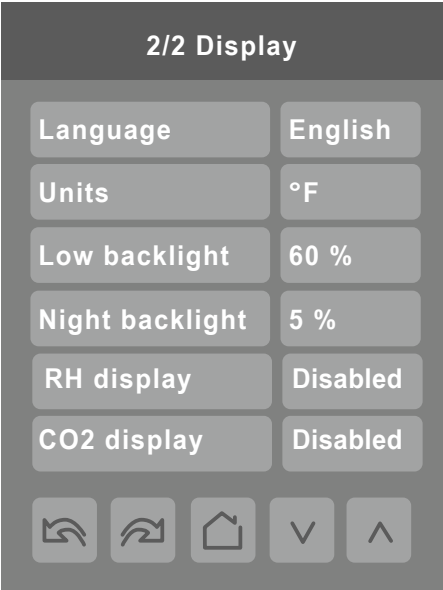 2/2 Display
Language English
Units °F
Low backlight 60 %
Night backlight 5 %
RH display Disabled
CO2 display Disabled